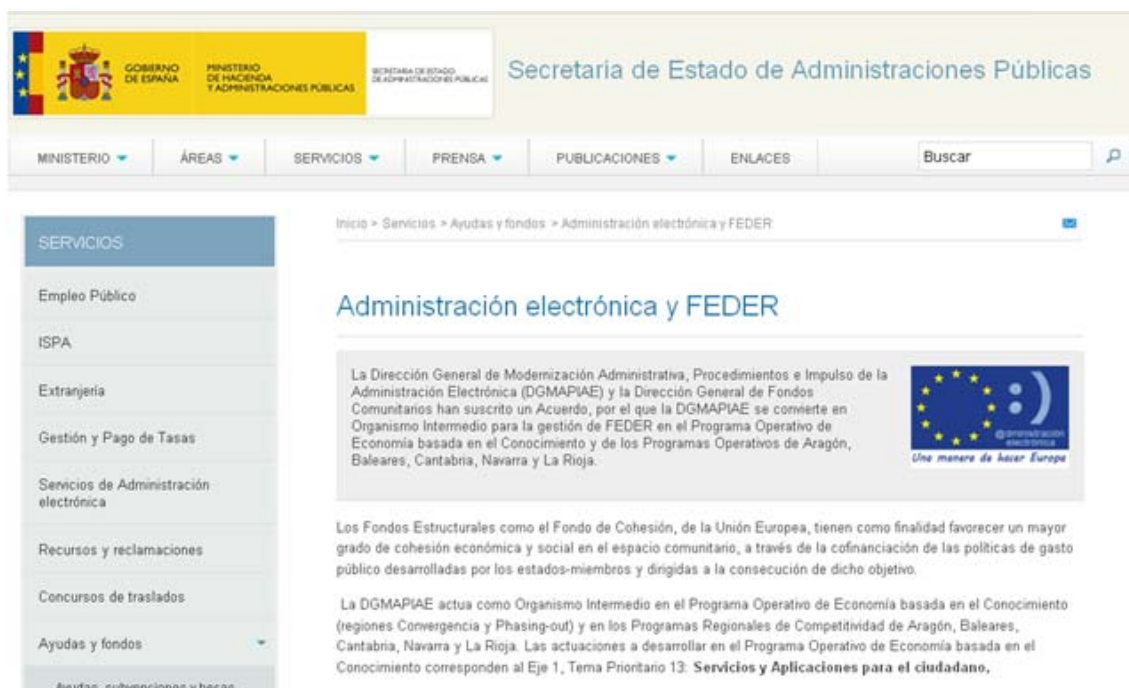 GOBIERNO
DE ESPAÑA
MINISTERIO
DE HACIENDA
Y ADMINISTRACIONES PÚBLICAS
SECRETARÍA DE ESTADO
DE ADMINISTRACIONES PÚBLICAS
Secretaría de Estado de Administraciones Públicas
MINISTERIO ÁREAS SERVICIOS PRENSA PUBLICACIONES ENLACES Buscar
Inicio > Servicios > Ayudas y fondos > Administración electrónica y FEDER
SERVICIOS
Empleo Público
ISPA
Extranjería
Gestión y Pago de Tasas
Servicios de Administración
electrónica
Recursos y reclamaciones
Concursos de traslados
Ayudas y fondos
Ayudas, subvenciones y becas
Administración electrónica y FEDER
La Dirección General de Modernización Administrativa, Procedimientos e Impulso de la
Administración Electrónica (DGMAPIAE) y la Dirección General de Fondos
Comunitarios han suscrito un Acuerdo, por el que la DGMAPIAE se convierte en
Organismo Intermedio para la gestión de FEDER en el Programa Operativo de
Economía basada en el Conocimiento y de los Programas Operativos de Aragón,
Baleares, Cantabria, Navarra y La Rioja.
:)
@dministración
electrónica
Una manera de hacer Europa
Los Fondos Estructurales como el Fondo de Cohesión, de la Unión Europea, tienen como finalidad favorecer un mayor
grado de cohesión económica y social en el espacio comunitario, a través de la cofinanciación de las políticas de gasto
público desarrolladas por los estados-miembros y dirigidas a la consecución de dicho objetivo.
La DGMAPIAE actua como Organismo Intermedio en el Programa Operativo de Economía basada en el Conocimiento
(regiones Convergencia y Phasing-out) y en los Programas Regionales de Competitividad de Aragón, Baleares,
Cantabria, Navarra y La Rioja. Las actuaciones a desarrollar en el Programa Operativo de Economía basada en el
Conocimiento corresponden al Eje 1, Tema Prioritario 13: Servicios y Aplicaciones para el ciudadano,